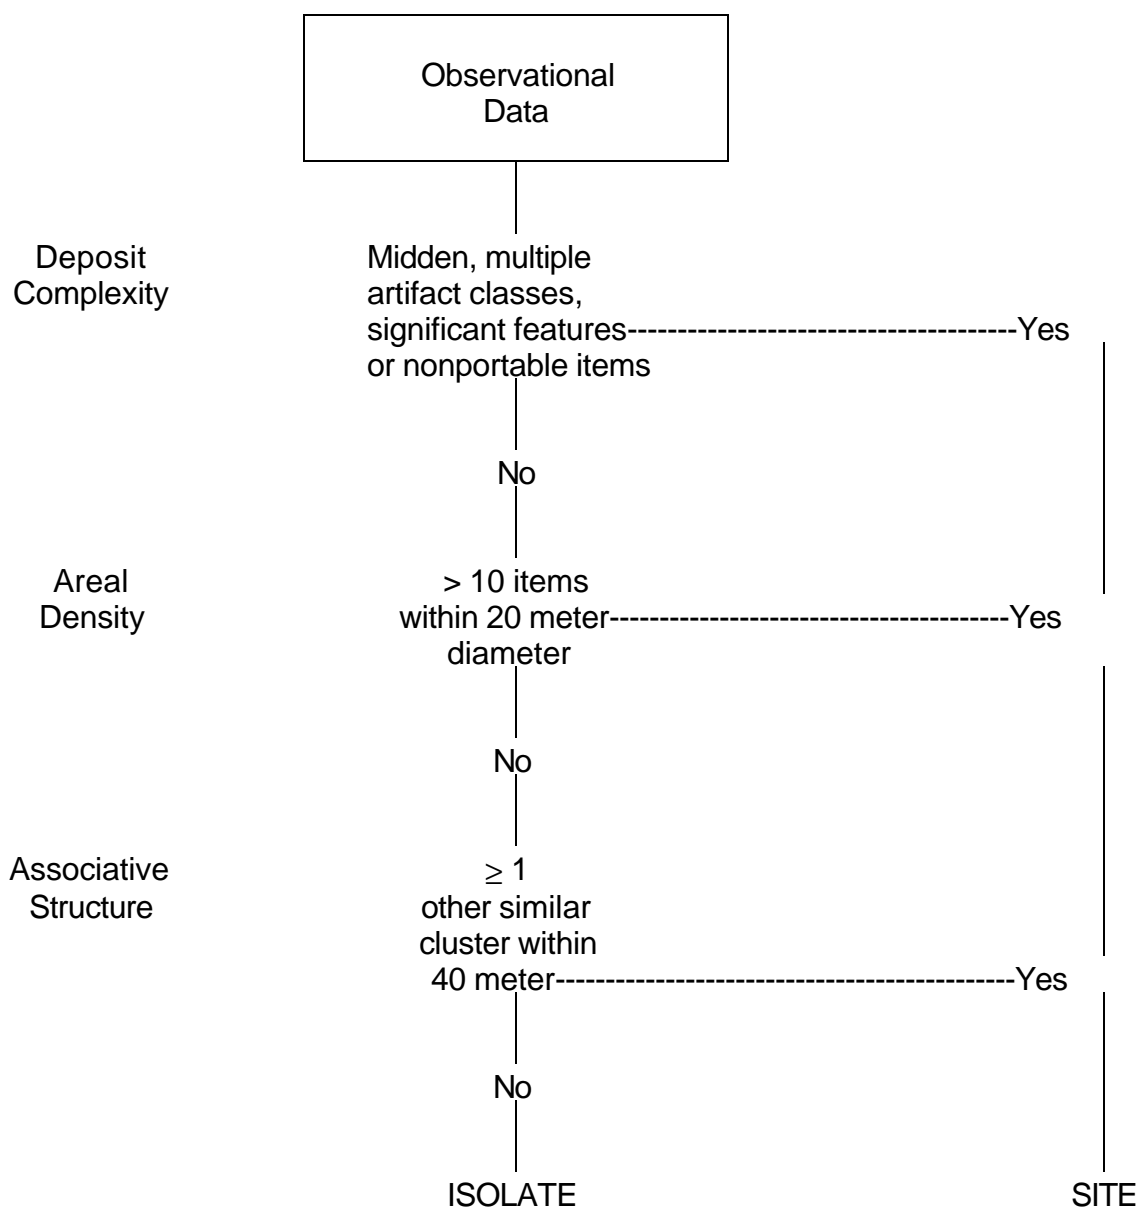 Observational
Data
Deposit
Complexity
Midden, multiple
artifact classes,
significant features---------------------------------------Yes
or nonportable items
No
Areal
Density
> 10 items
within 20 meter----------------------------------------Yes
diameter
No
Associative
Structure
≥ 1
other similar
cluster within
40 meter----------------------------------------------Yes
No
ISOLATE
SITE